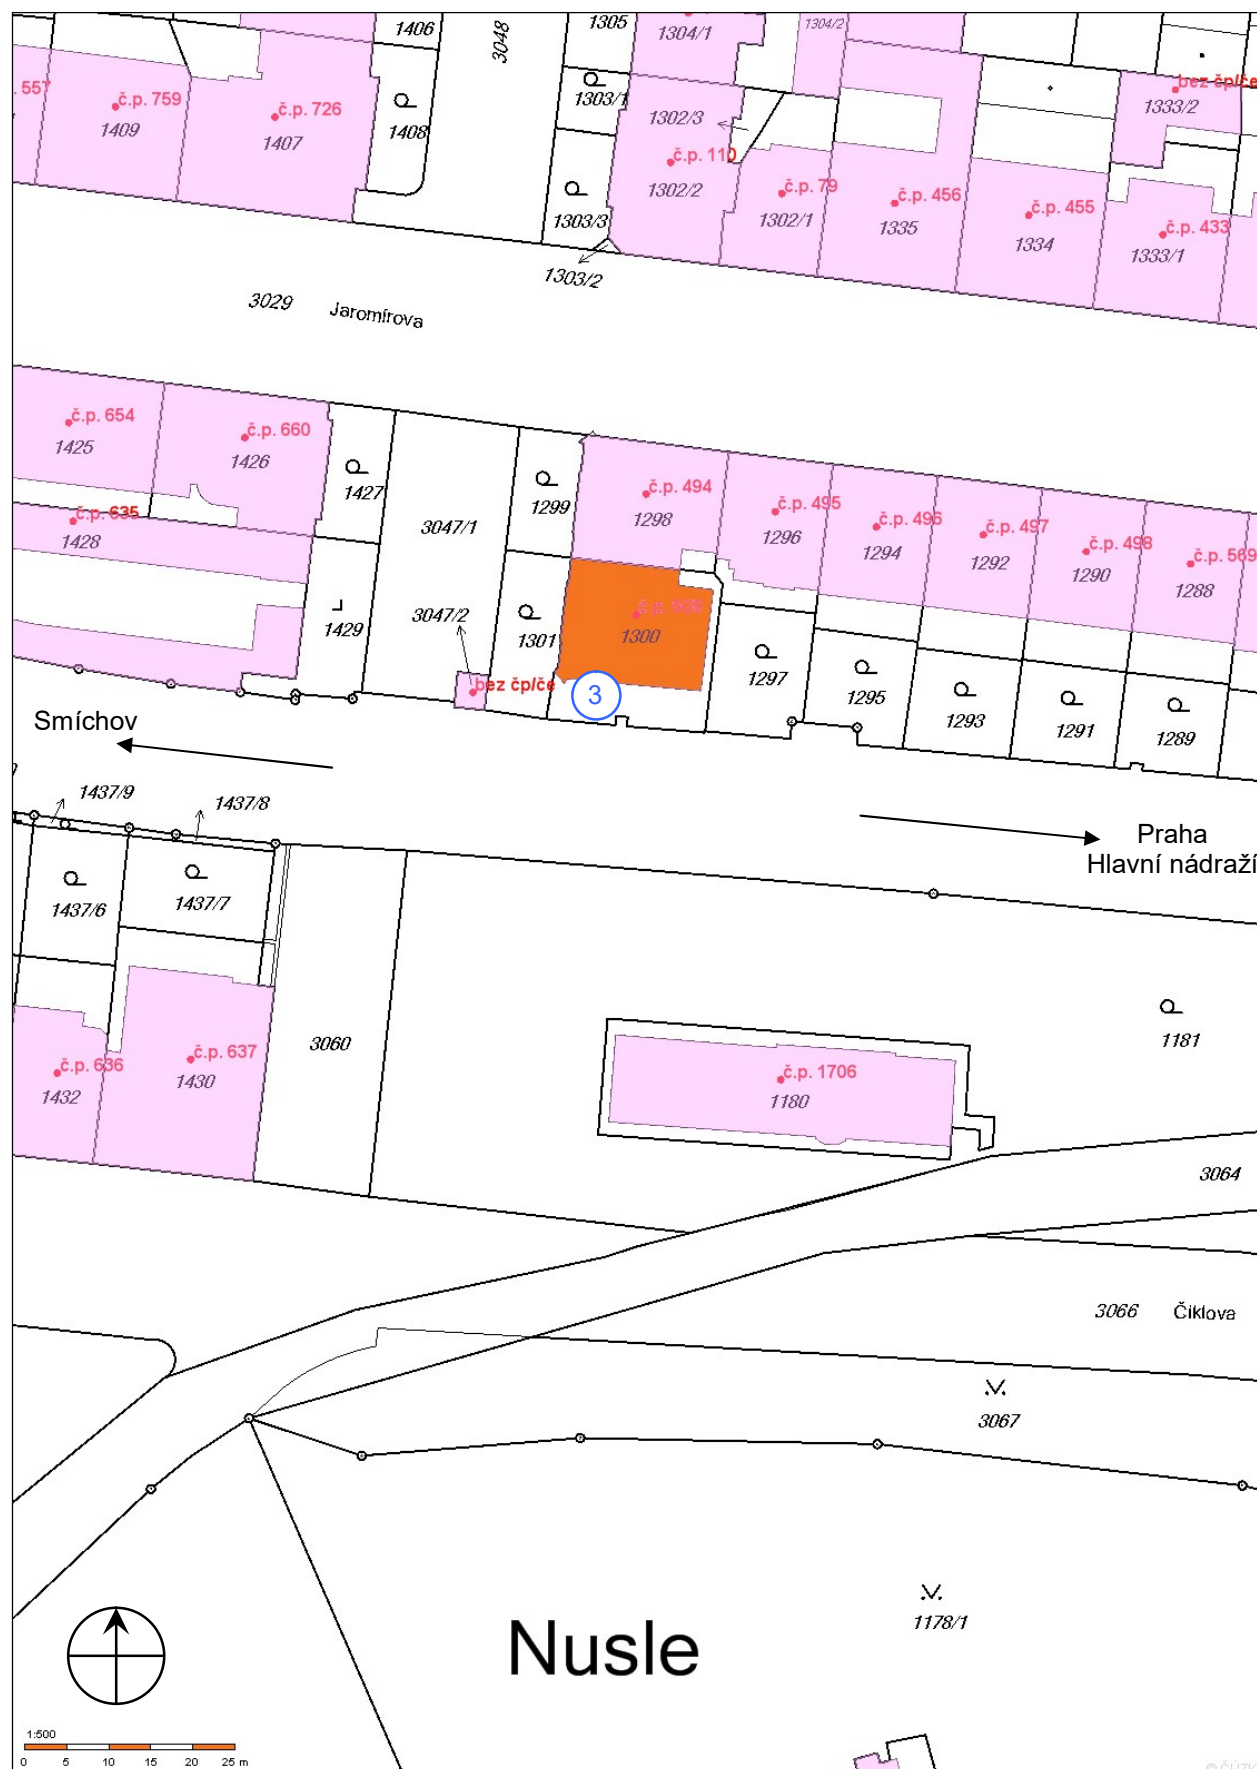 1406
3048
1305
1304/1
1304/2
bez čp/če
1333/2
557
č.p. 759
1409
č.p. 726
1407
1408
1303/1
1302/3
č.p. 110
1302/2
č.p. 79
1302/1
č.p. 456
1335
č.p. 455
1334
č.p. 433
1333/1
1303/3
1303/2
3029 Jaromírova
č.p. 654
1425
č.p. 660
1426
1427
č.p. 635
1428
3047/1
1299
č.p. 494
1298
č.p. 495
1296
č.p. 496
1294
č.p. 497
1292
č.p. 498
1290
č.p. 569
1288
1429
3047/2
1301
1300
bez čp/če
3
1297
1295
1293
1291
1289
Smíchov
1437/9
1437/8
Praha
Hlavní nádraží
1437/6
1437/7
č.p. 636
1432
č.p. 637
1430
3060
č.p. 1706
1180
1181
3064
3066 Čiklova
3067
1178/1
Nusle
1:500
0 5 10 15 20 25 m